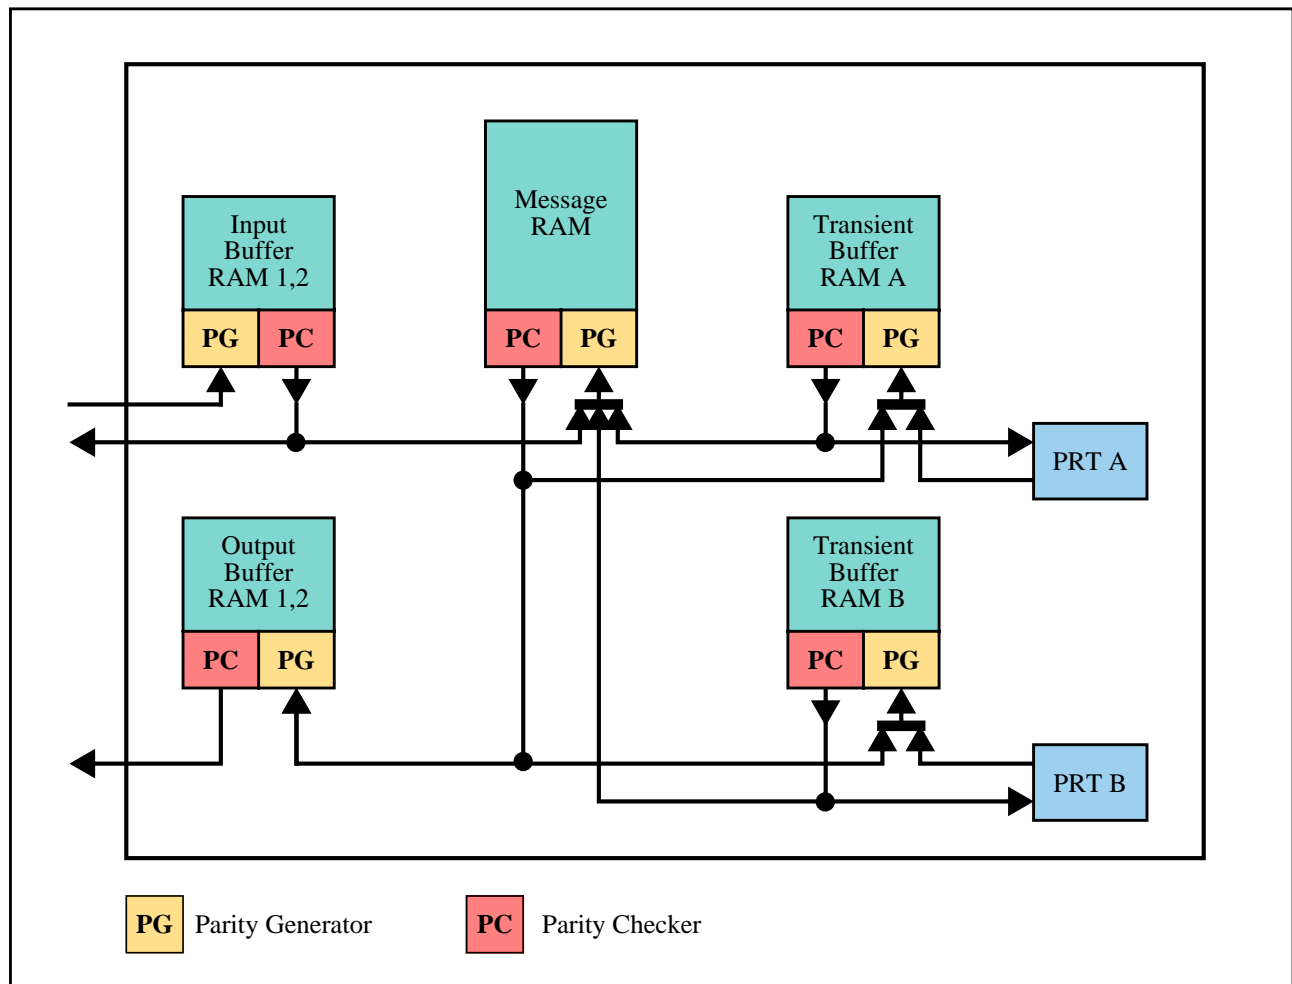 Message
RAM
Input
Buffer
RAM 1,2
Transient
Buffer
RAM A
PG
PC
PC
PG
PC
PG
PRT A
Output
Buffer
RAM 1,2
Transient
Buffer
RAM B
PC
PG
PC
PG
PRT B
PG
Parity Generator
PC
Parity Checker